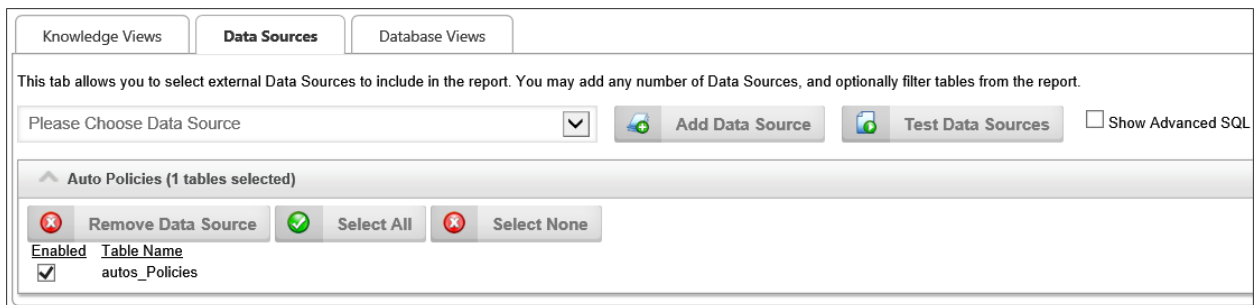 Knowledge Views Data Sources Database Views
This tab allows you to select external Data Sources to include in the report. You may add any number of Data Sources, and optionally filter tables from the report.
Please Choose Data Source Add Data Source Test Data Sources Show Advanced SQL
Auto Policies (1 tables selected)
Remove Data Source Select All Select None
Enabled Table Name
autos_Policies